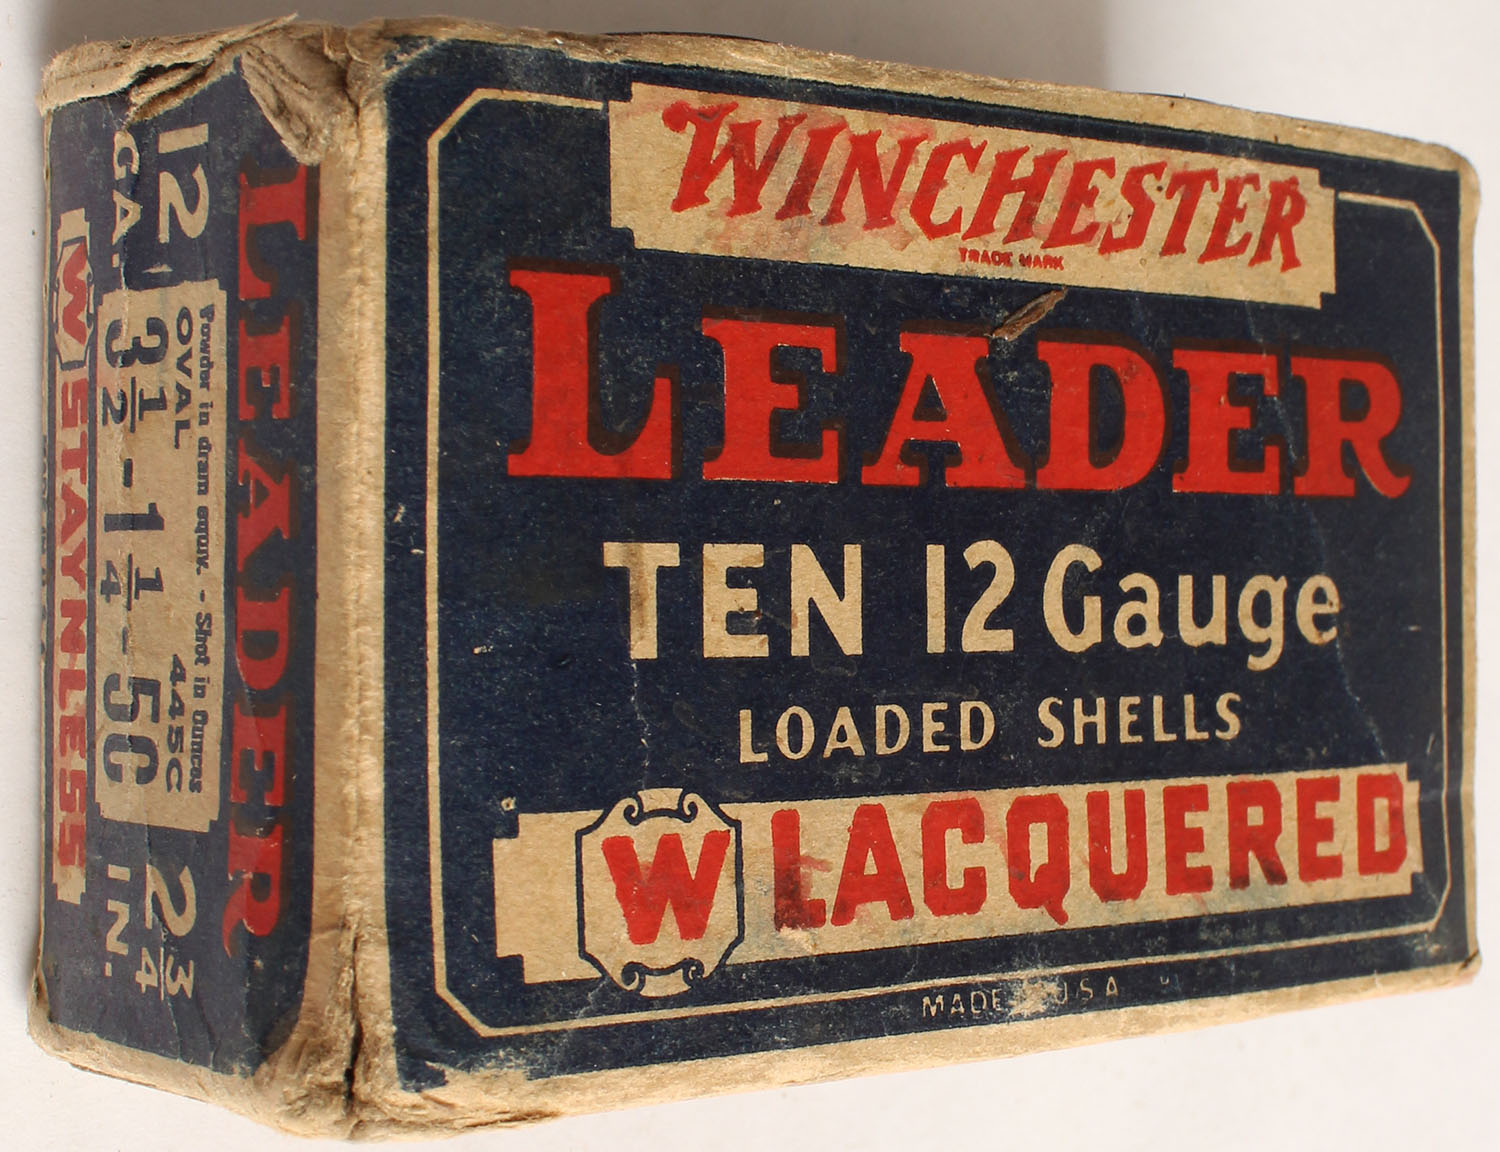 WINCHESTER
TRADE MARK
LEADER
TEN 12 Gauge
LOADED SHELLS
W LACQUERED
MADE U S A
LEADER
12 GA.
Powder in dram equiv. - Shot in Ounces
OVAL 445C
3 1/2 - 1 1/4 - 5C
2 3/4 IN.
W STAYNLESS